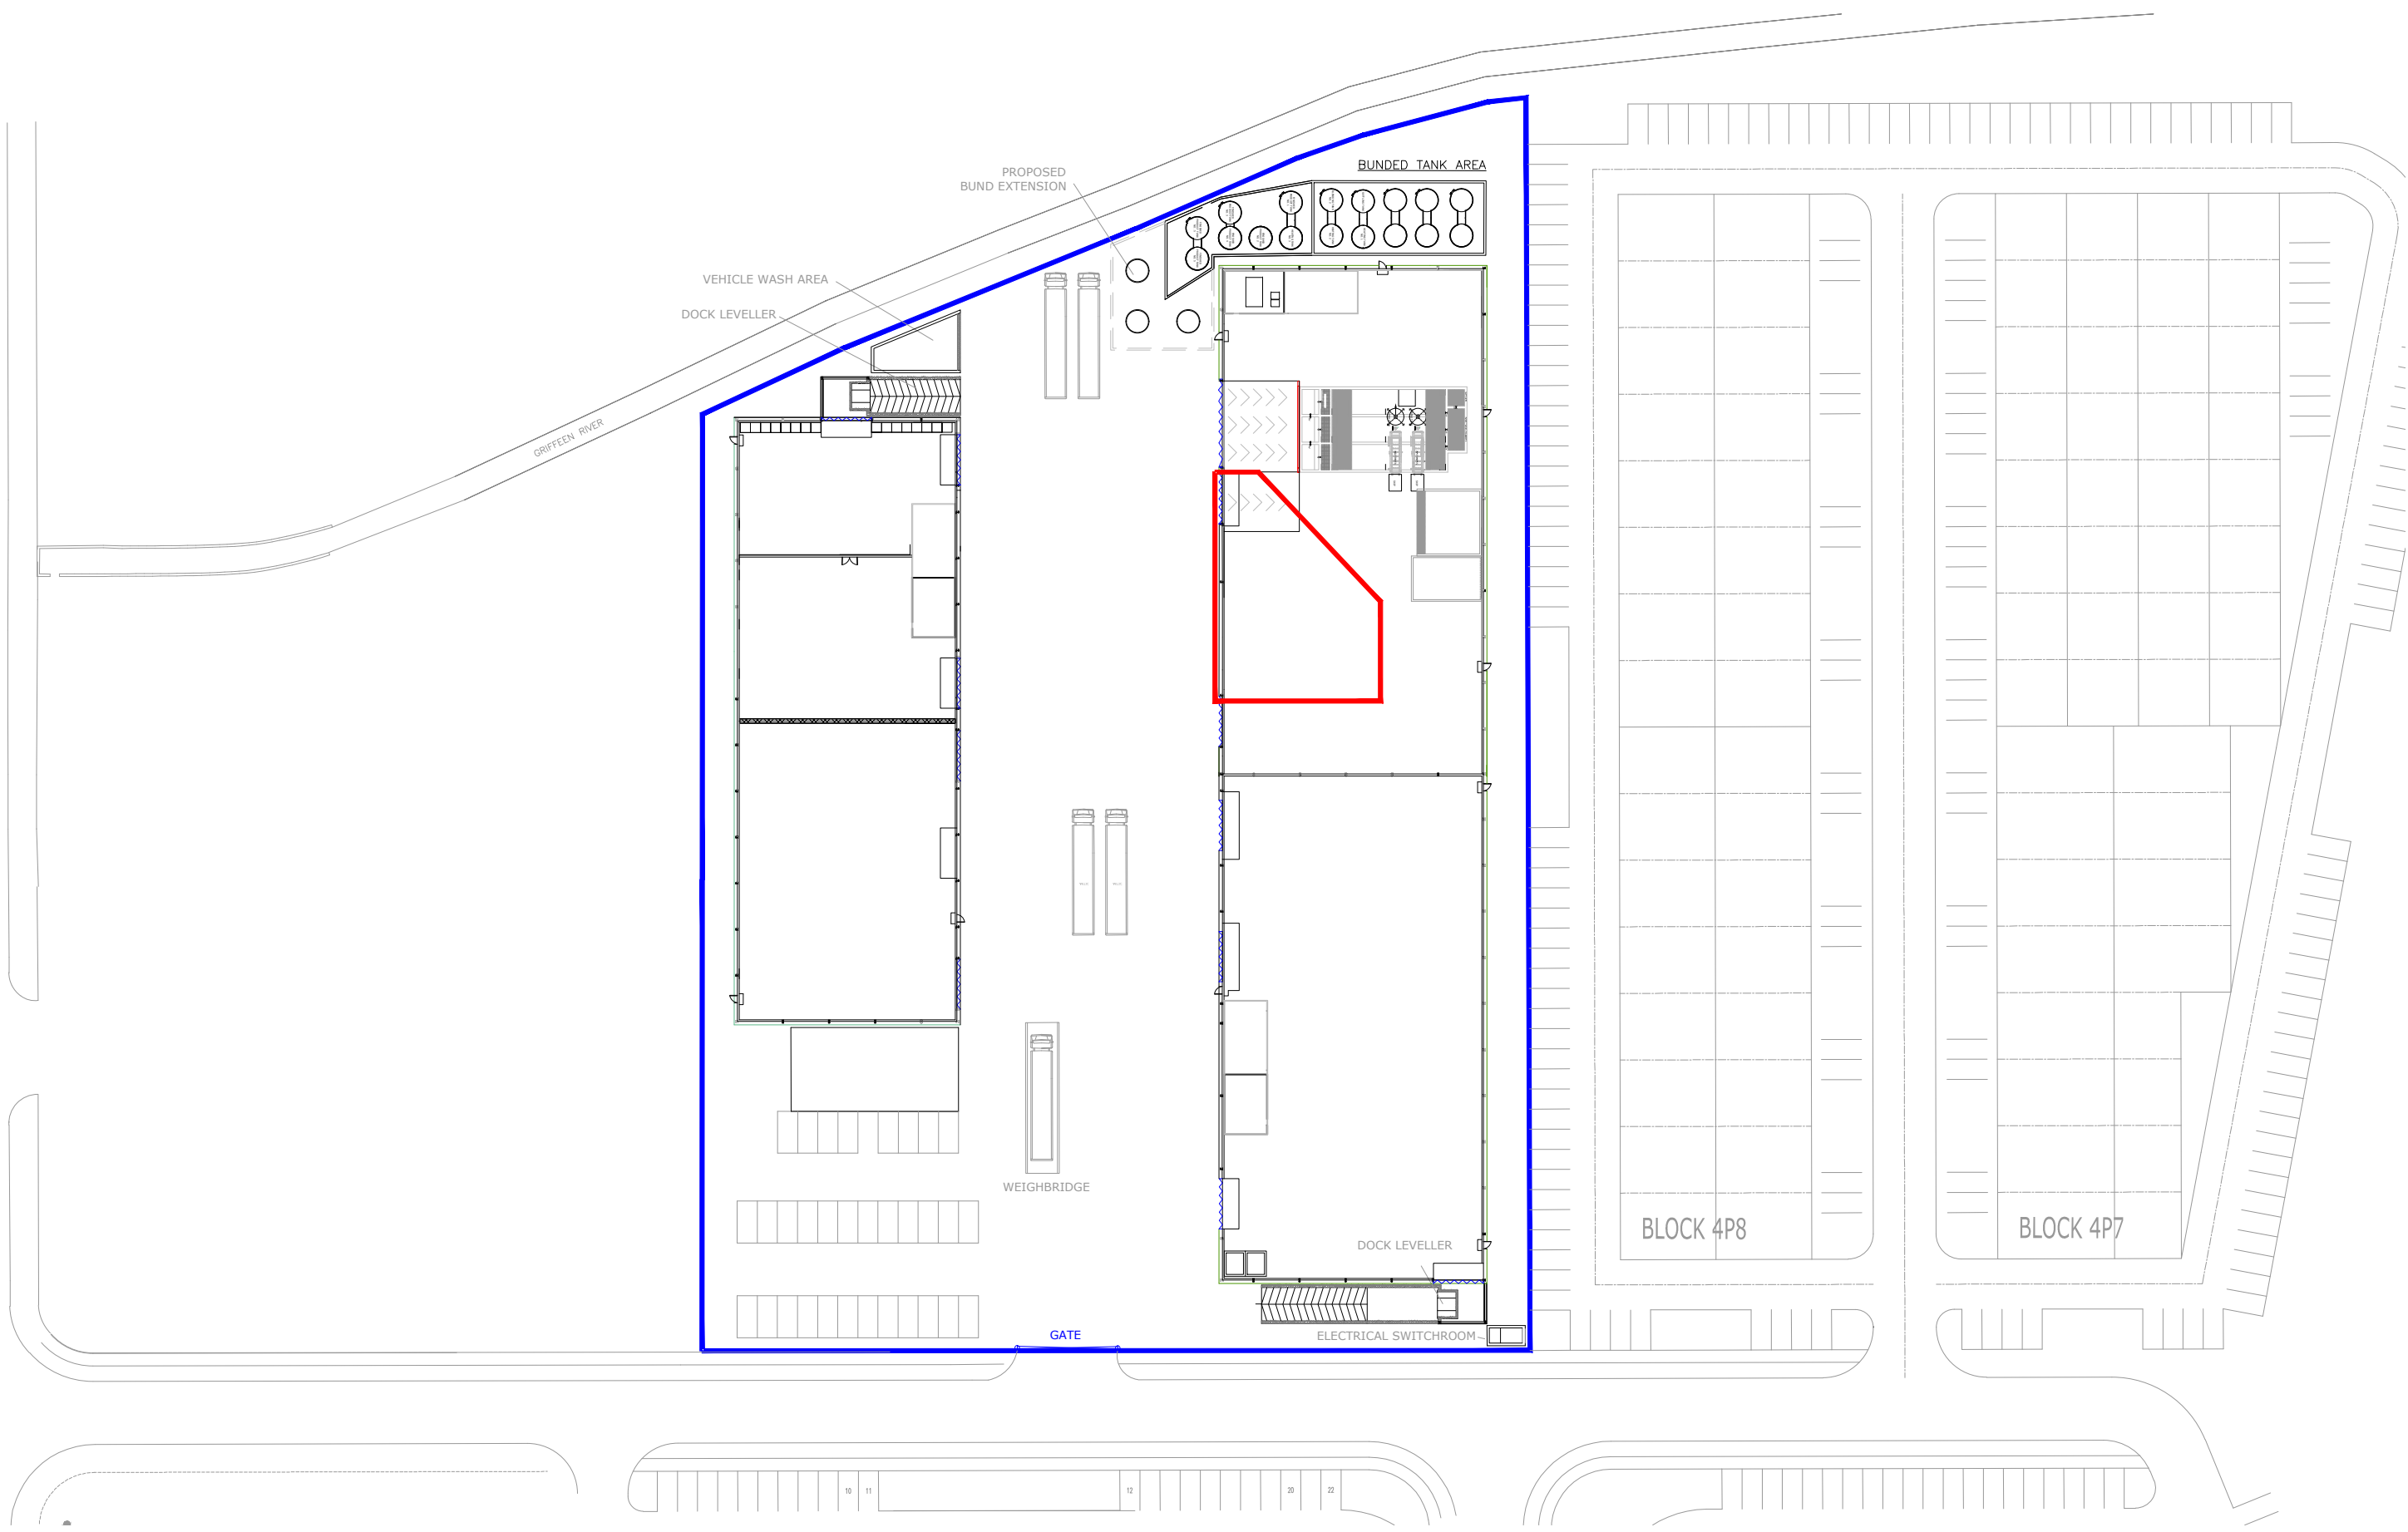 BUNDED TANK AREA
PROPOSED
BUND EXTENSION
VEHICLE WASH AREA
DOCK LEVELLER
GRIFFEEN RIVER
WEIGHBRIDGE
BLOCK 4P8
BLOCK 4P7
DOCK LEVELLER
GATE
ELECTRICAL SWITCHROOM
10
11
12
20
22